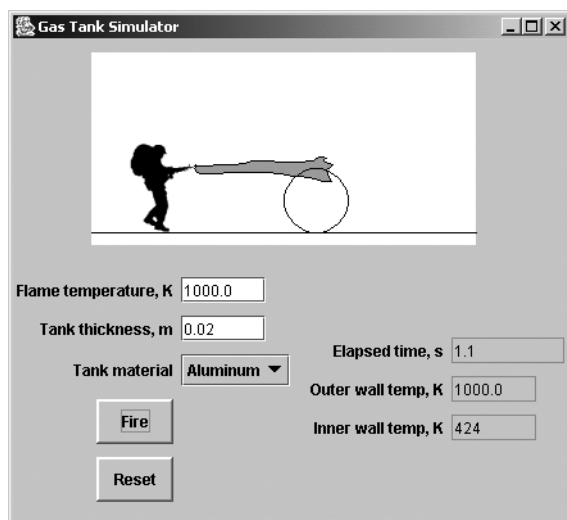 Gas Tank Simulator
Flame temperature, K 1000.0
Tank thickness, m 0.02
Tank material Aluminum
Fire
Reset
Elapsed time, s 1.1
Outer wall temp, K 1000.0
Inner wall temp, K 424